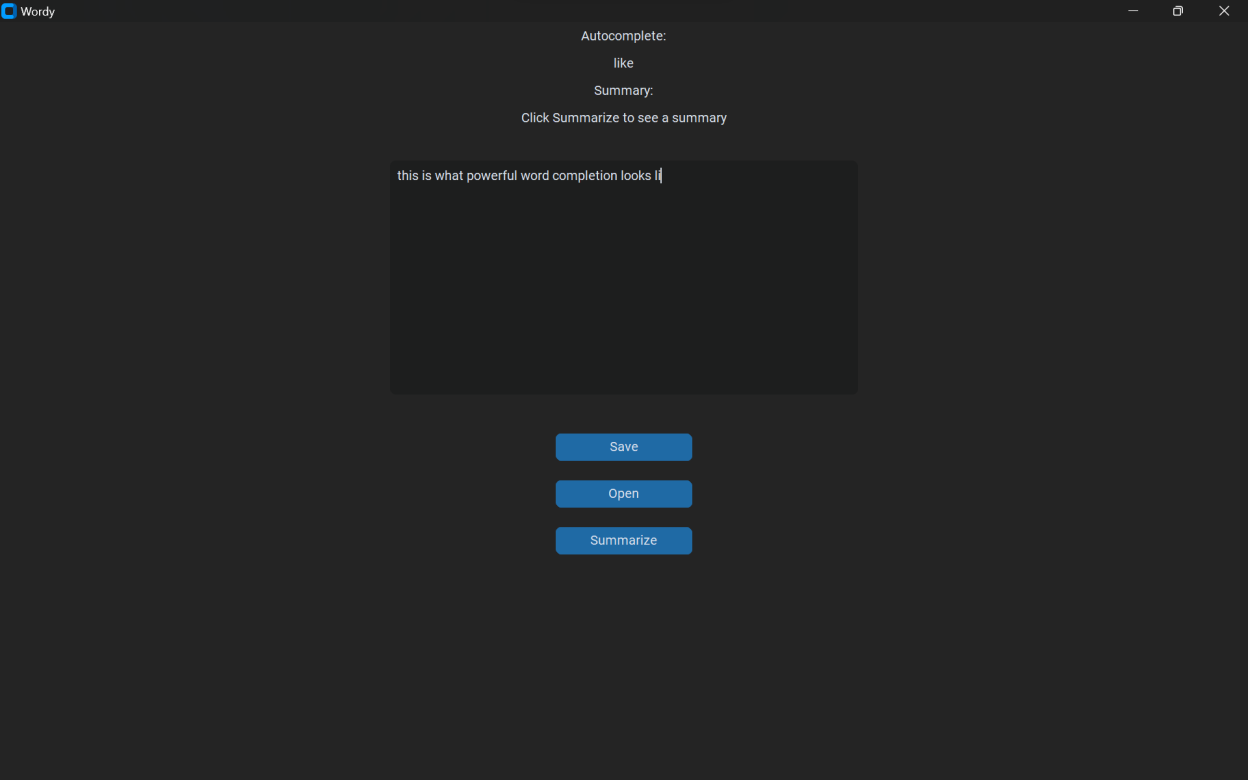 Wordy
Autocomplete:
like
Summary:
Click Summarize to see a summary
this is what powerful word completion looks li
Save
Open
Summarize